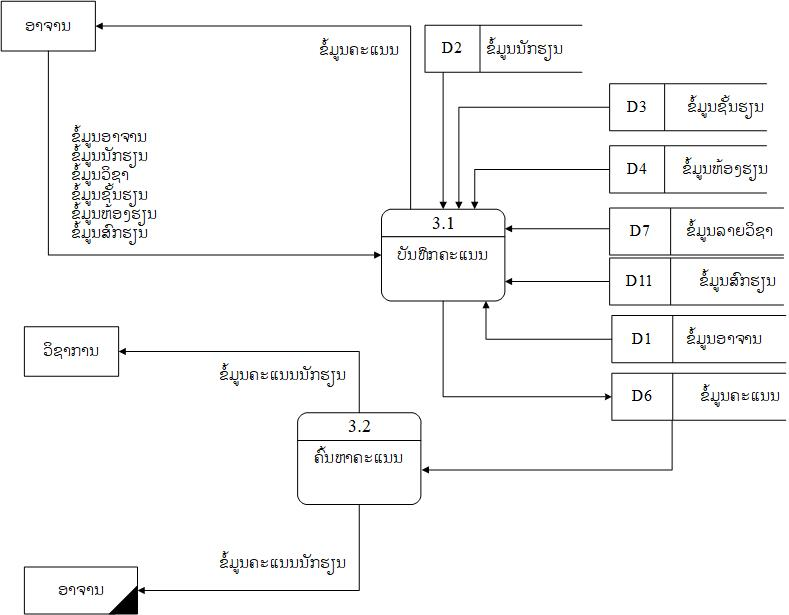 ອາຈານ
ຂໍ້ມູນຄະແນນ
D2 ຂໍ້ມູນນັກຮຽນ
D3 ຂໍ້ມູນຊັ້ນຮຽນ
ຂໍ້ມູນອາຈານ
ຂໍ້ມູນນັກຮຽນ
ຂໍ້ມູນວິຊາ
ຂໍ້ມູນຊັ້ນຮຽນ
ຂໍ້ມູນຫ້ອງຮຽນ
ຂໍ້ມູນສົກຮຽນ
D4 ຂໍ້ມູນຫ້ອງຮຽນ
3.1
ບັນທຶກຄະແນນ
D7 ຂໍ້ມູນລາຍວິຊາ
D11 ຂໍ້ມູນສົກຮຽນ
D1 ຂໍ້ມູນອາຈານ
D6 ຂໍ້ມູນຄະແນນ
ວິຊາການ
ຂໍ້ມູນຄະແນນນັກຮຽນ
3.2
ຄົ້ນຫາຄະແນນ
ຂໍ້ມູນຄະແນນນັກຮຽນ
ອາຈານ